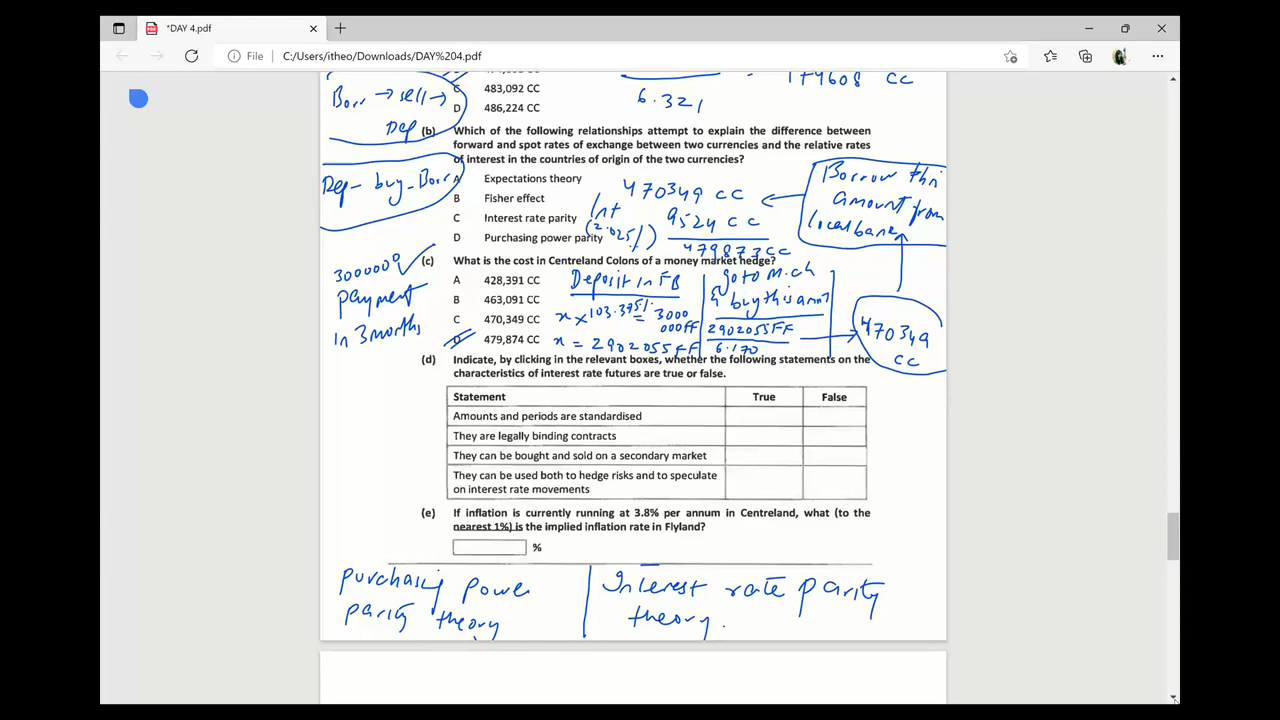 *DAY 4.pdf
File C:/Users/itheo/Downloads/DAY%204.pdf
174608 CC
6.321
C 483,092 CC
D 486,224 CC
Borr → sell →
Dep
(b) Which of the following relationships attempt to explain the difference between
forward and spot rates of exchange between two currencies and the relative rates
of interest in the countries of origin of the two currencies?
A Expectations theory
B Fisher effect
C Interest rate parity
D Purchasing power parity
Dep - buy - Borr
470349 CC
Int 9524 CC
(2.025%)
479873 CC
Borrow thi
amount from
local bank
(c) What is the cost in Centreland Colons of a money market hedge?
A 428,391 CC
B 463,091 CC
C 470,349 CC
D 479,874 CC
3000000
payment
in 3 months
Deposit in FB
x × 103.375% = 3000
000FF
x = 2902055 FF
go to m.ch
& buy this amnt
2902055FF
6.170
470349
CC
(d) Indicate, by clicking in the relevant boxes, whether the following statements on the
characteristics of interest rate futures are true or false.
Statement True False
Amounts and periods are standardised
They are legally binding contracts
They can be bought and sold on a secondary market
They can be used both to hedge risks and to speculate
on interest rate movements
(e) If inflation is currently running at 3.8% per annum in Centreland, what (to the
nearest 1%) is the implied inflation rate in Flyland?
%
purchasing power
parity theory
Interest rate parity
theory.